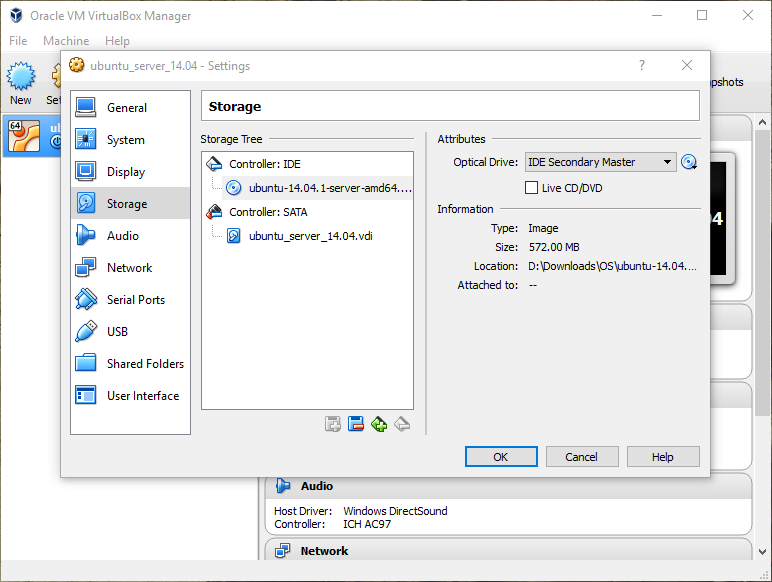 Oracle VM VirtualBox Manager
File Machine Help
New
ubuntu_server_14.04 - Settings
?
General
System
Display
Storage
Audio
Network
Serial Ports
USB
Shared Folders
User Interface
Storage
Storage Tree
Controller: IDE
ubuntu-14.04.1-server-amd64....
Controller: SATA
ubuntu_server_14.04.vdi
Attributes
Optical Drive: IDE Secondary Master
Live CD/DVD
Information
Type: Image
Size: 572.00 MB
Location: D:\Downloads\OS\ubuntu-14.04....
Attached to: --
OK Cancel Help
64
Audio
Host Driver: Windows DirectSound
Controller: ICH AC97
Network